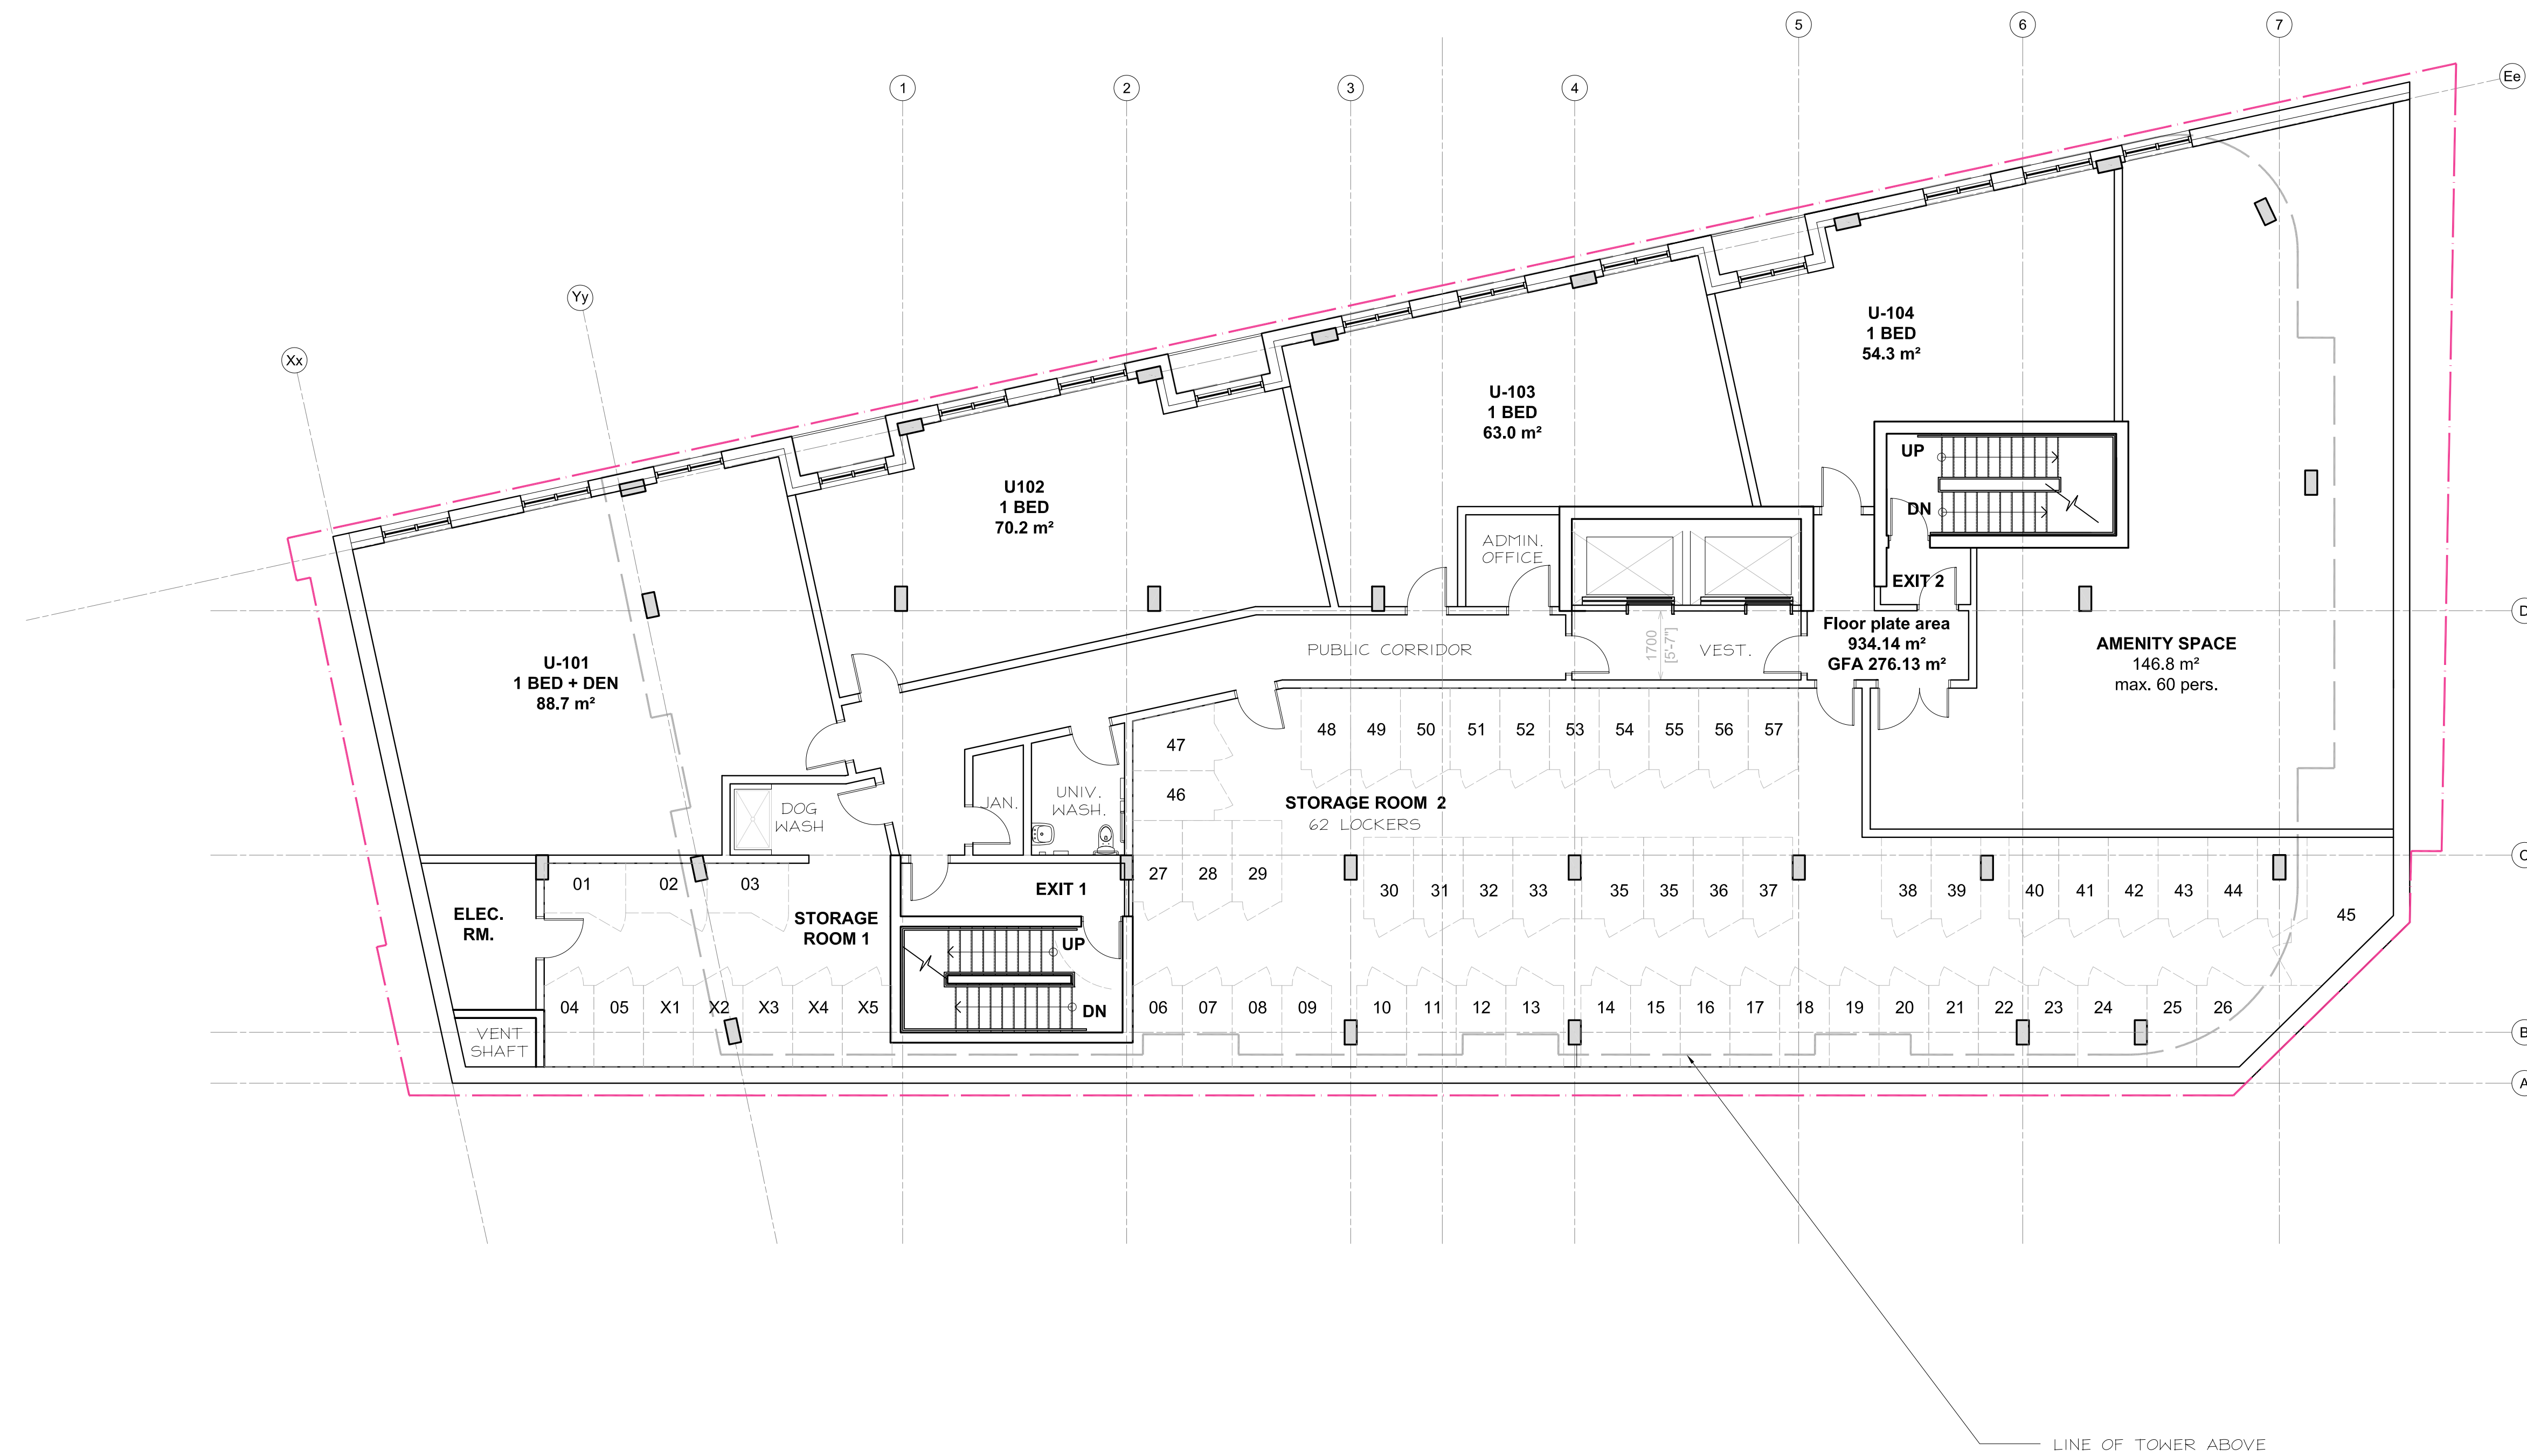 5
6
7
1
2
3
4
Ee
Yy
Xx
U-104
1 BED
54.3 m²
U-103
1 BED
63.0 m²
U102
1 BED
70.2 m²
UP
DN
ADMIN.
OFFICE
EXIT 2
D
U-101
1 BED + DEN
88.7 m²
PUBLIC CORRIDOR
1700
[5'-7"]
VEST.
Floor plate area
934.14 m²
GFA 276.13 m²
AMENITY SPACE
146.8 m²
max. 60 pers.
47
48 49 50 51 52 53 54 55 56 57
46
DOG
WASH
JAN.
UNIV.
WASH.
STORAGE ROOM 2
62 LOCKERS
C
01 02 03
27 28 29
30 31 32 33 35 35 36 37 38 39 40 41 42 43 44
45
ELEC.
RM.
STORAGE
ROOM 1
EXIT 1
UP
DN
04 05 X1 X2 X3 X4 X5
06 07 08 09 10 11 12 13 14 15 16 17 18 19 20 21 22 23 24 25 26
VENT
SHAFT
B
A
LINE OF TOWER ABOVE